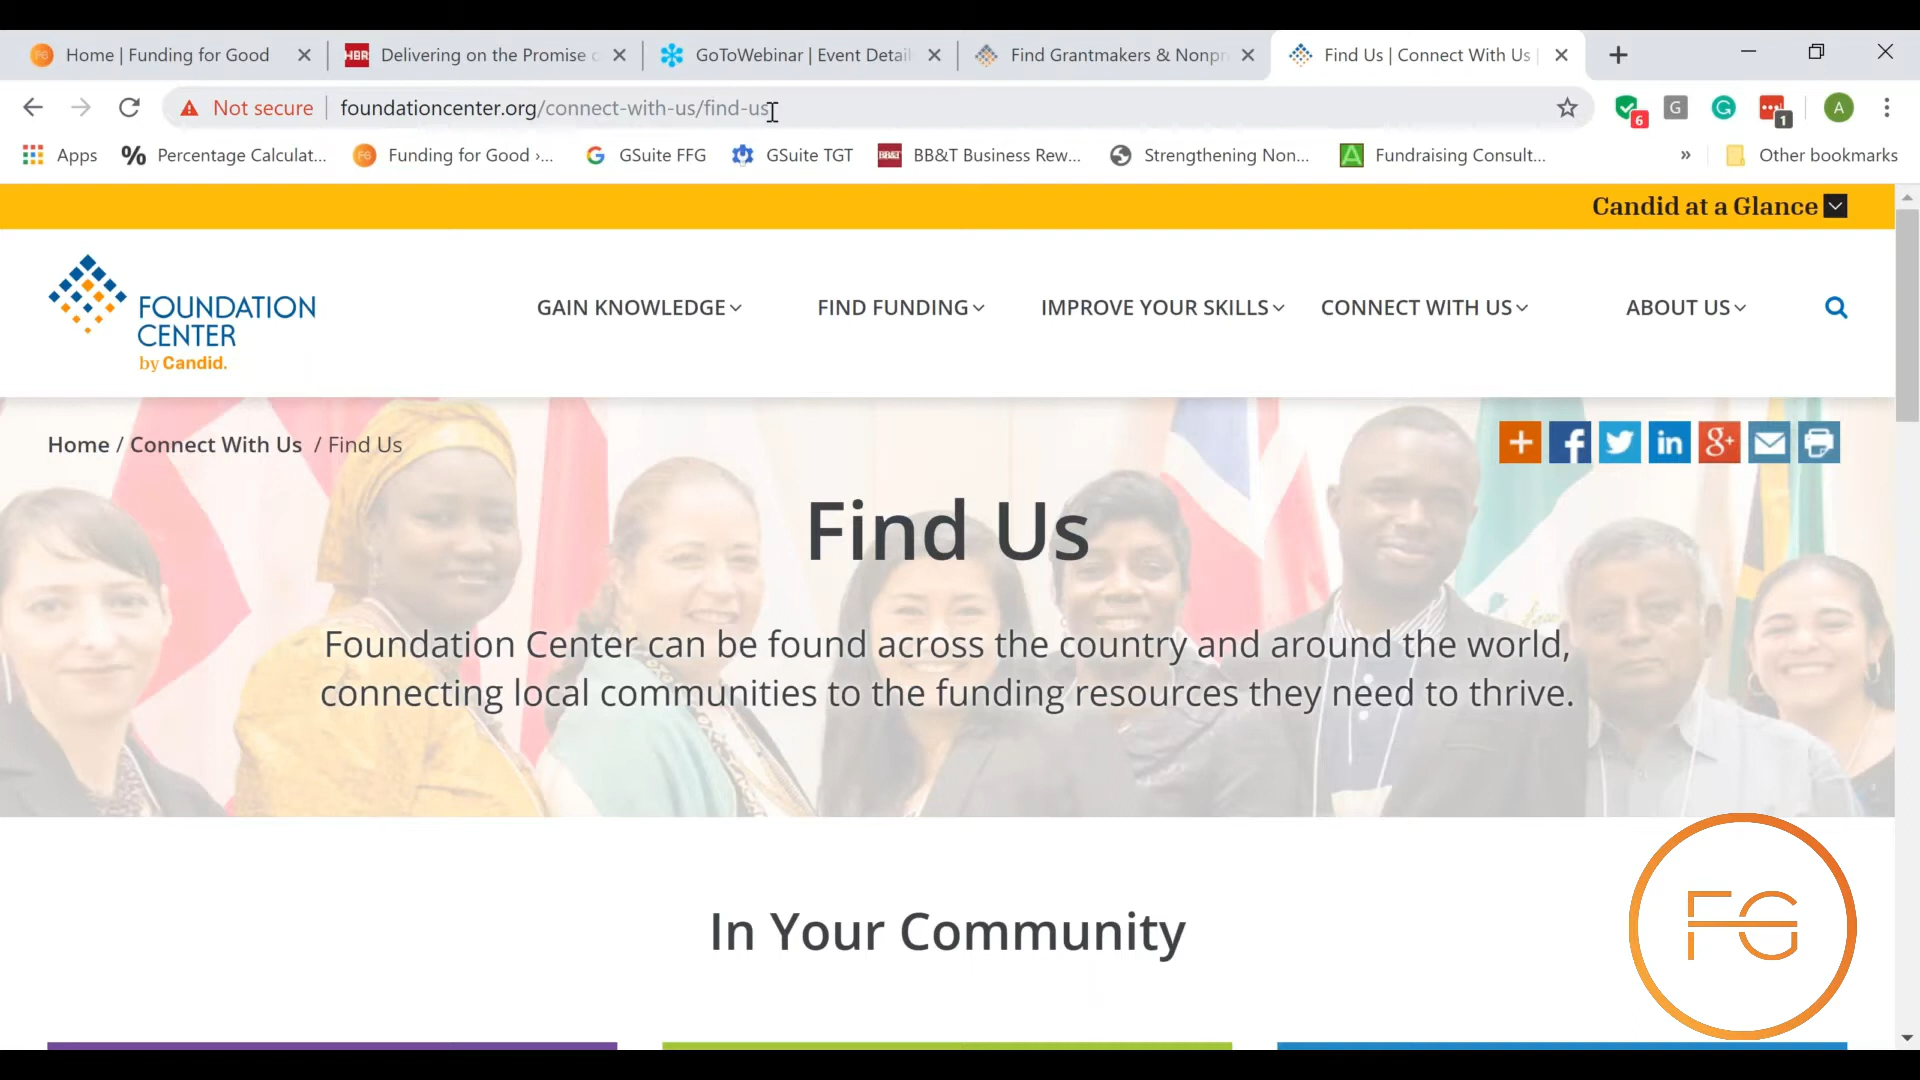 Home | Funding for Good
HBR Delivering on the Promise
GoToWebinar | Event Detail
Find Grantmakers & Nonpr
Find Us | Connect With Us |
Not secure
foundationcenter.org/connect-with-us/find-us
6
G
1
A
Apps
% Percentage Calculat...
FG Funding for Good ›...
G GSuite FFG
GSuite TGT
BB&T BB&T Business Rew...
Strengthening Non...
A Fundraising Consult...
»
Other bookmarks
Candid at a Glance
FOUNDATION
CENTER
by Candid.
GAIN KNOWLEDGE
FIND FUNDING
IMPROVE YOUR SKILLS
CONNECT WITH US
ABOUT US
Home / Connect With Us / Find Us
Find Us
Foundation Center can be found across the country and around the world,
connecting local communities to the funding resources they need to thrive.
In Your Community
FG